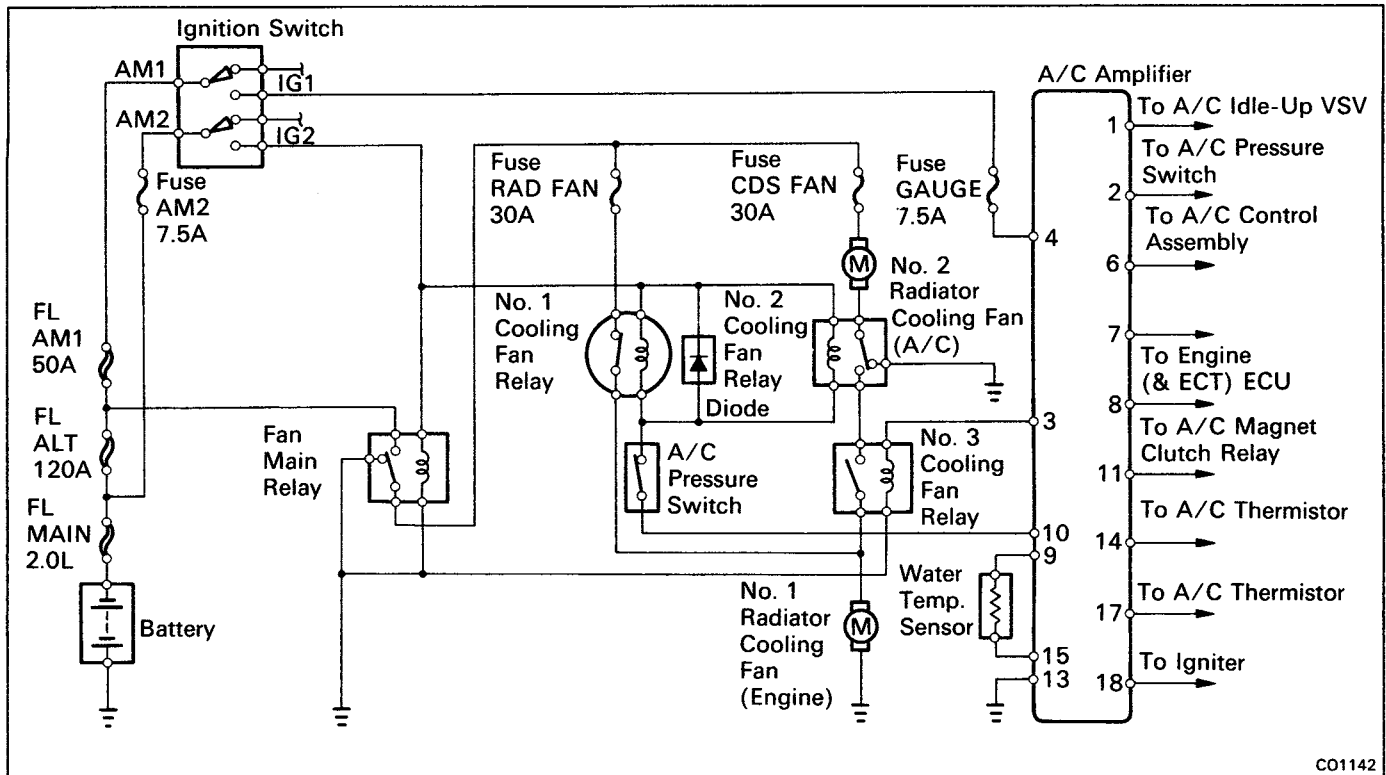 Ignition Switch
AM1
IG1
AM2
IG2
Fuse
AM2
7.5A
FL
AM1
50A
FL
ALT
120A
FL
MAIN
2.0L
Battery
Fan
Main
Relay
Fuse
RAD FAN
30A
Fuse
CDS FAN
30A
Fuse
GAUGE
7.5A
No. 1
Cooling
Fan
Relay
No. 2
Cooling
Fan
Relay
Diode
M
No. 2
Radiator
Cooling Fan
(A/C)
A/C
Pressure
Switch
No. 3
Cooling
Fan
Relay
No. 1
Radiator
Cooling
Fan
(Engine)
M
Water
Temp.
Sensor
A/C Amplifier
4
3
10
9
15
13
To A/C Idle-Up VSV
1
To A/C Pressure
Switch
2
To A/C Control
Assembly
6
7
To Engine
(& ECT) ECU
8
To A/C Magnet
Clutch Relay
11
To A/C Thermistor
14
To A/C Thermistor
17
To Igniter
18
CO1142